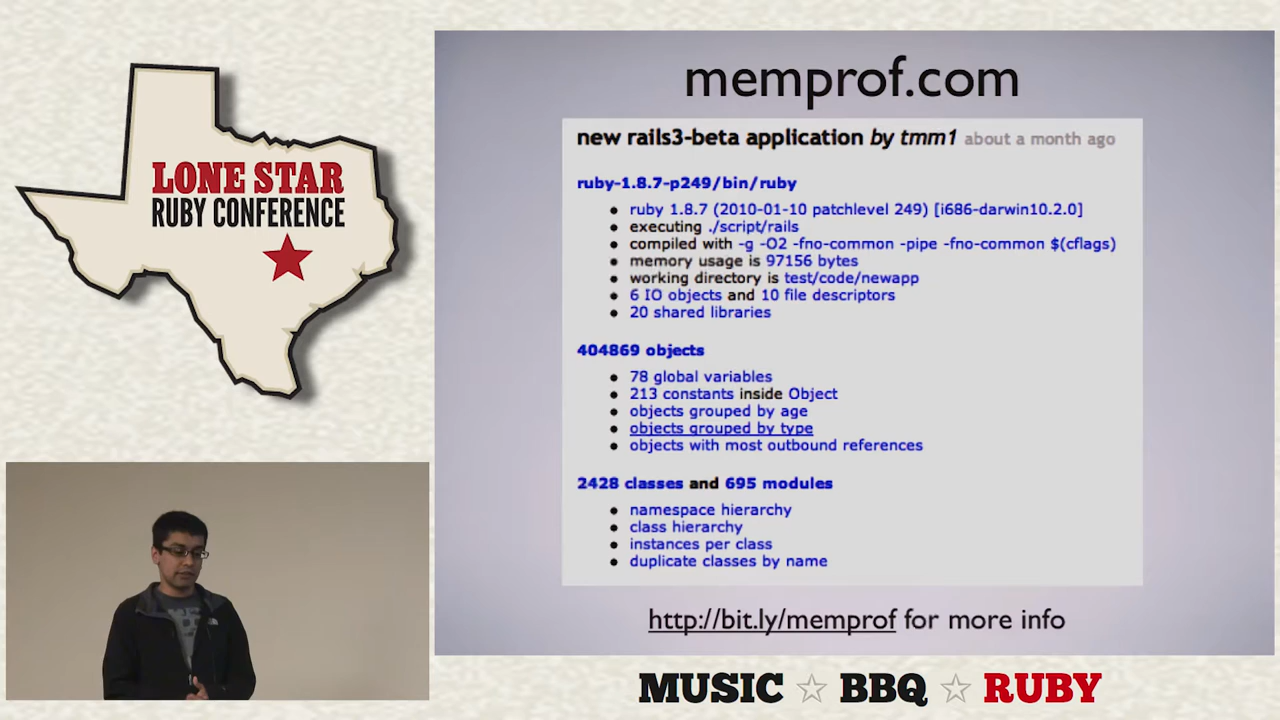 LONE STAR
RUBY CONFERENCE
memprof.com
new rails3-beta application by tmm1 about a month ago
ruby-1.8.7-p249/bin/ruby
• ruby 1.8.7 (2010-01-10 patchlevel 249) [i686-darwin10.2.0]
• executing ./script/rails
• compiled with -g -O2 -fno-common -pipe -fno-common $(cflags)
• memory usage is 97156 bytes
• working directory is test/code/newapp
• 6 IO objects and 10 file descriptors
• 20 shared libraries
404869 objects
• 78 global variables
• 213 constants inside Object
• objects grouped by age
• objects grouped by type
• objects with most outbound references
2428 classes and 695 modules
• namespace hierarchy
• class hierarchy
• instances per class
• duplicate classes by name
http://bit.ly/memprof for more info
MUSIC ☆ BBQ ☆ RUBY